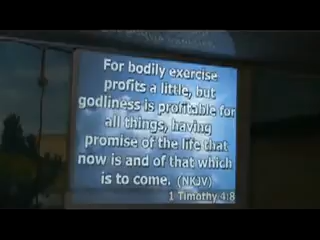 For bodily exercise
profits a little, but
godliness is profitable for
all things, having
promise of the life that
now is and of that which
is to come. (NKJV)
1 Timothy 4:8